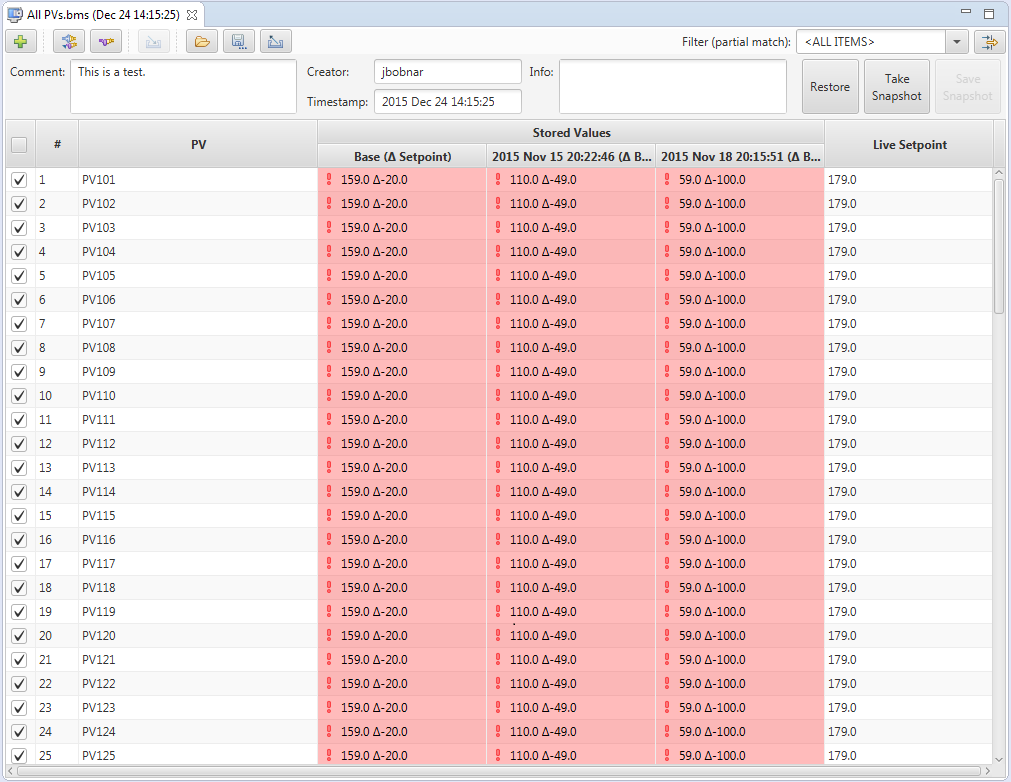 All PVs.bms (Dec 24 14:15:25)
Filter (partial match): <ALL ITEMS>
Comment: This is a test. Creator: jbobnar Info: Restore Take Snapshot Save Snapshot
Timestamp: 2015 Dec 24 14:15:25
# PV Stored Values Live Setpoint
Base (Δ Setpoint) 2015 Nov 15 20:22:46 (Δ B... 2015 Nov 18 20:15:51 (Δ B...
1 PV101 159.0 Δ-20.0 110.0 Δ-49.0 59.0 Δ-100.0 179.0
2 PV102 159.0 Δ-20.0 110.0 Δ-49.0 59.0 Δ-100.0 179.0
3 PV103 159.0 Δ-20.0 110.0 Δ-49.0 59.0 Δ-100.0 179.0
4 PV104 159.0 Δ-20.0 110.0 Δ-49.0 59.0 Δ-100.0 179.0
5 PV105 159.0 Δ-20.0 110.0 Δ-49.0 59.0 Δ-100.0 179.0
6 PV106 159.0 Δ-20.0 110.0 Δ-49.0 59.0 Δ-100.0 179.0
7 PV107 159.0 Δ-20.0 110.0 Δ-49.0 59.0 Δ-100.0 179.0
8 PV108 159.0 Δ-20.0 110.0 Δ-49.0 59.0 Δ-100.0 179.0
9 PV109 159.0 Δ-20.0 110.0 Δ-49.0 59.0 Δ-100.0 179.0
10 PV110 159.0 Δ-20.0 110.0 Δ-49.0 59.0 Δ-100.0 179.0
11 PV111 159.0 Δ-20.0 110.0 Δ-49.0 59.0 Δ-100.0 179.0
12 PV112 159.0 Δ-20.0 110.0 Δ-49.0 59.0 Δ-100.0 179.0
13 PV113 159.0 Δ-20.0 110.0 Δ-49.0 59.0 Δ-100.0 179.0
14 PV114 159.0 Δ-20.0 110.0 Δ-49.0 59.0 Δ-100.0 179.0
15 PV115 159.0 Δ-20.0 110.0 Δ-49.0 59.0 Δ-100.0 179.0
16 PV116 159.0 Δ-20.0 110.0 Δ-49.0 59.0 Δ-100.0 179.0
17 PV117 159.0 Δ-20.0 110.0 Δ-49.0 59.0 Δ-100.0 179.0
18 PV118 159.0 Δ-20.0 110.0 Δ-49.0 59.0 Δ-100.0 179.0
19 PV119 159.0 Δ-20.0 110.0 Δ-49.0 59.0 Δ-100.0 179.0
20 PV120 159.0 Δ-20.0 110.0 Δ-49.0 59.0 Δ-100.0 179.0
21 PV121 159.0 Δ-20.0 110.0 Δ-49.0 59.0 Δ-100.0 179.0
22 PV122 159.0 Δ-20.0 110.0 Δ-49.0 59.0 Δ-100.0 179.0
23 PV123 159.0 Δ-20.0 110.0 Δ-49.0 59.0 Δ-100.0 179.0
24 PV124 159.0 Δ-20.0 110.0 Δ-49.0 59.0 Δ-100.0 179.0
25 PV125 159.0 Δ-20.0 110.0 Δ-49.0 59.0 Δ-100.0 179.0